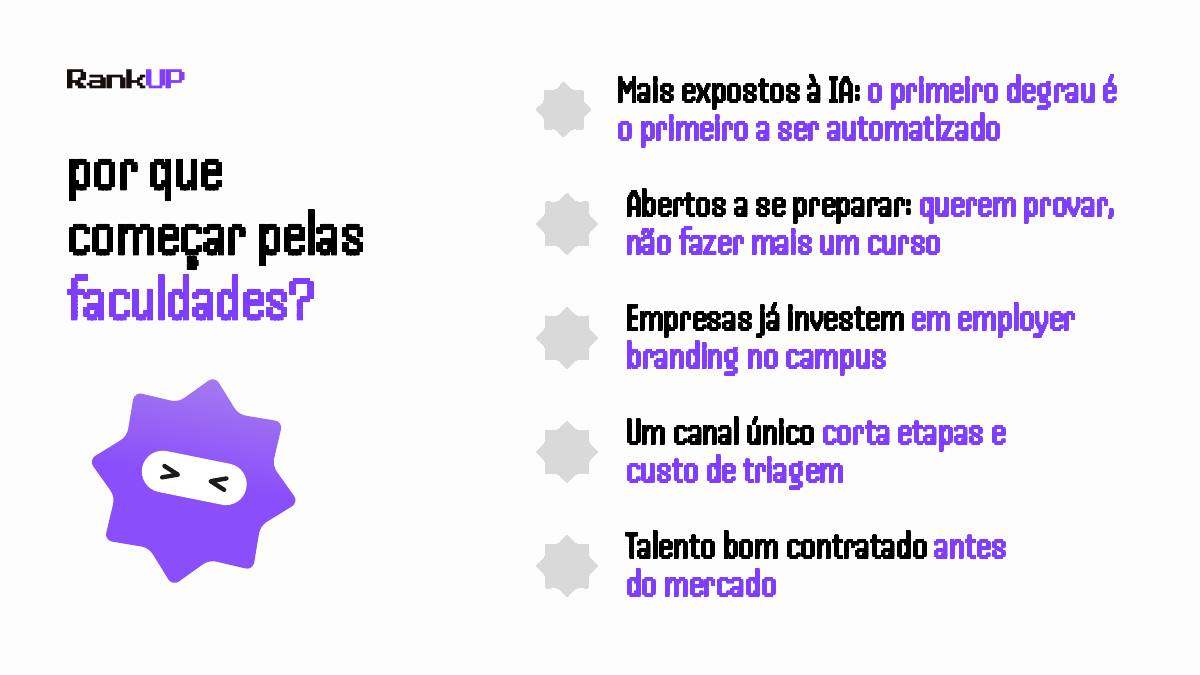 RankUP
por que
começar pelas
faculdades?
Mais expostos à IA: o primeiro degrau é
o primeiro a ser automatizado
Abertos a se preparar: querem provar,
não fazer mais um curso
Empresas já investem em employer
branding no campus
Um canal único corta etapas e
custo de triagem
Talento bom contratado antes
do mercado